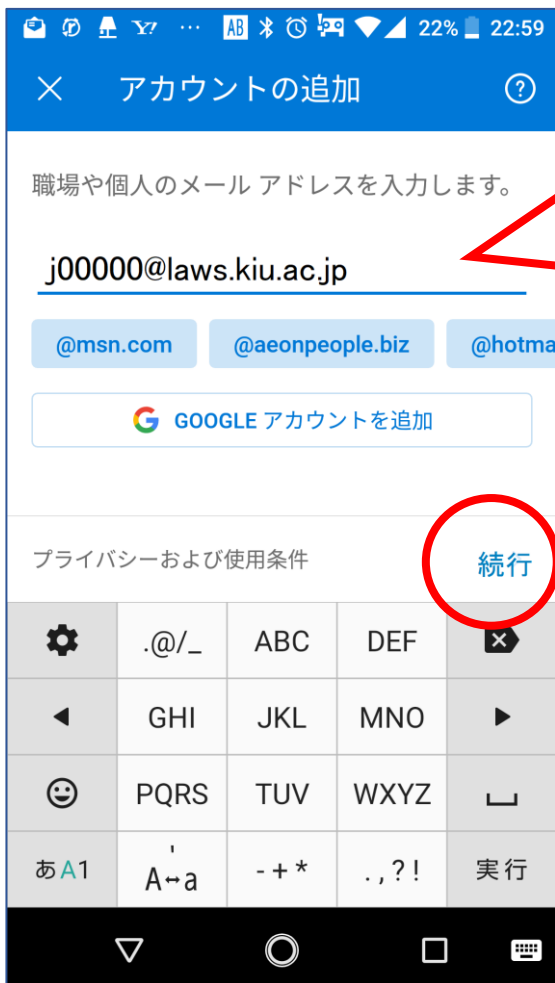 Y! … AB 22% 22:59
× アカウントの追加 ?
職場や個人のメール アドレスを入力します。
j00000@laws.kiu.ac.jp
@msn.com @aeonpeople.biz @hotma
G GOOGLE アカウントを追加
プライバシーおよび使用条件 続行
.@/_ ABC DEF
GHI JKL MNO
PQRS TUV WXYZ
あA1 ' A↔a -+* .,?! 実行